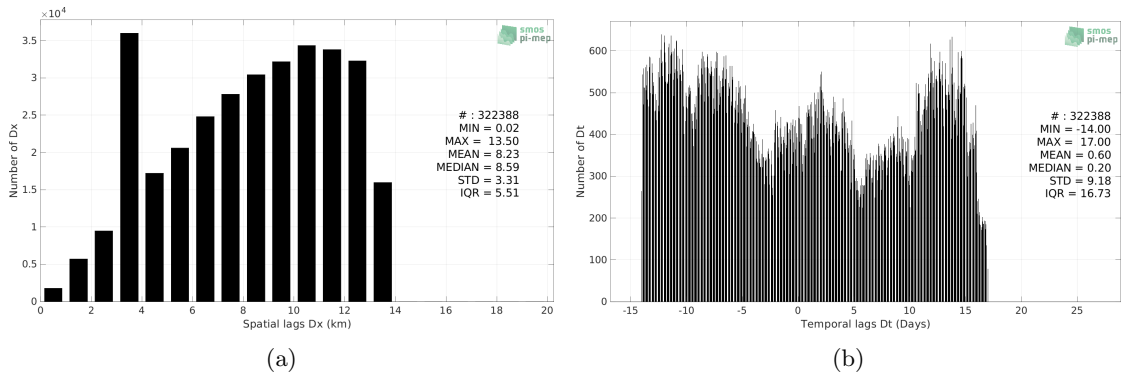 ×10⁴
3.5
3
2.5
2
1.5
1
0.5
0
0 2 4 6 8 10 12 14 16 18 20
Number of Dx
Spatial lags Dx (km)
smos
pi-mep
# : 322388
MIN = 0.02
MAX = 13.50
MEAN = 8.23
MEDIAN = 8.59
STD = 3.31
IQR = 5.51
(a)
600
500
400
300
200
100
0
-15 -10 -5 0 5 10 15 20 25
Number of Dt
Temporal lags Dt (Days)
smos
pi-mep
# : 322388
MIN = -14.00
MAX = 17.00
MEAN = 0.60
MEDIAN = 0.20
STD = 9.18
IQR = 16.73
(b)